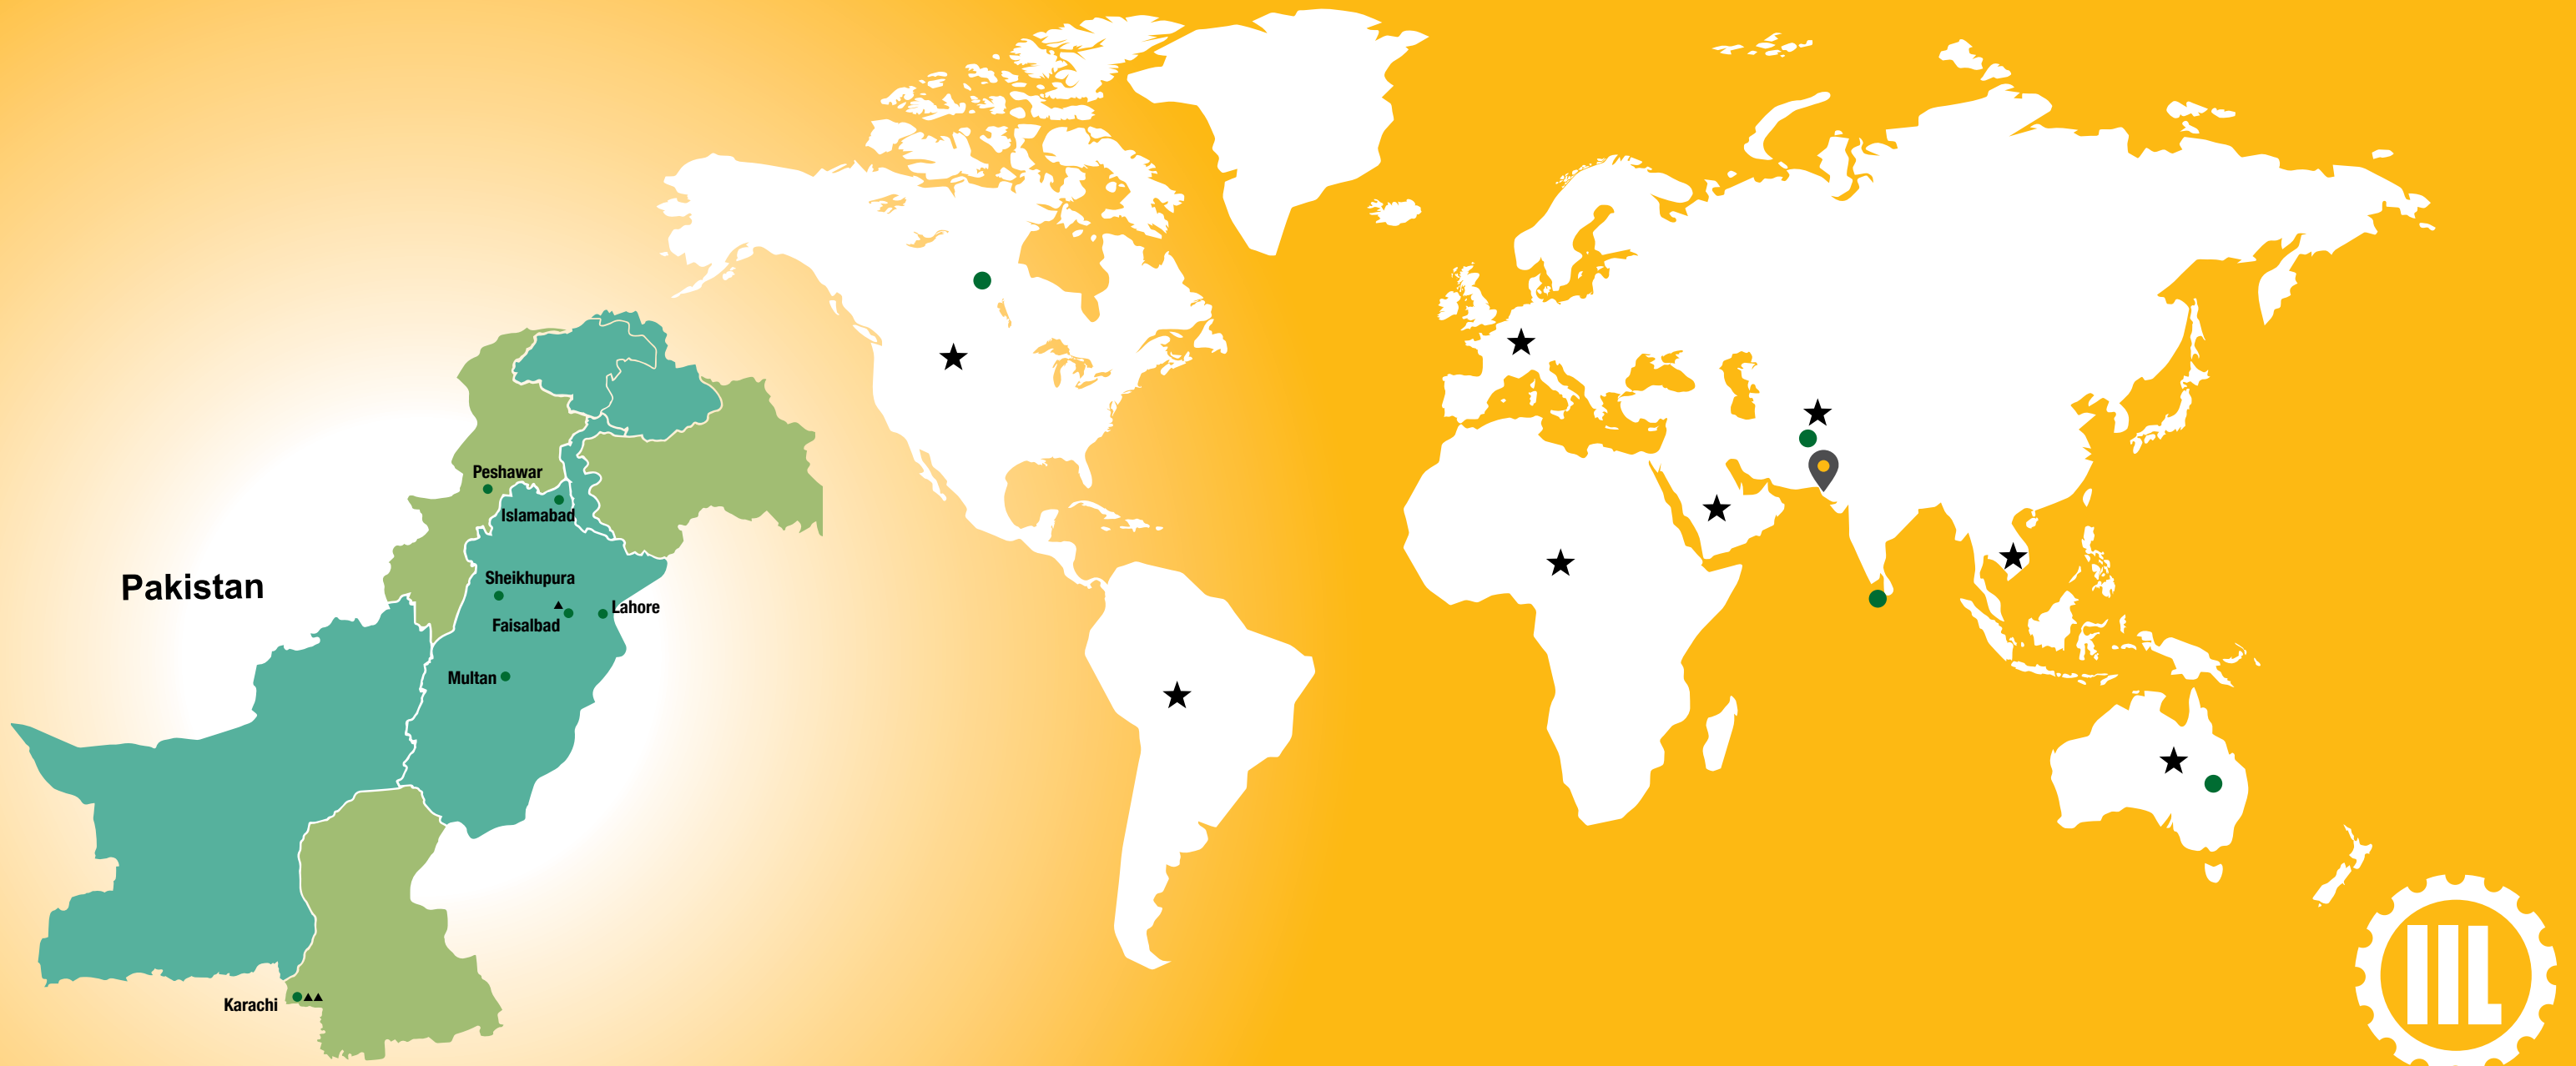 Peshawar
Islamabad
Pakistan
Sheikhupura
Lahore
Faisalbad
Multan
Karachi
IIL